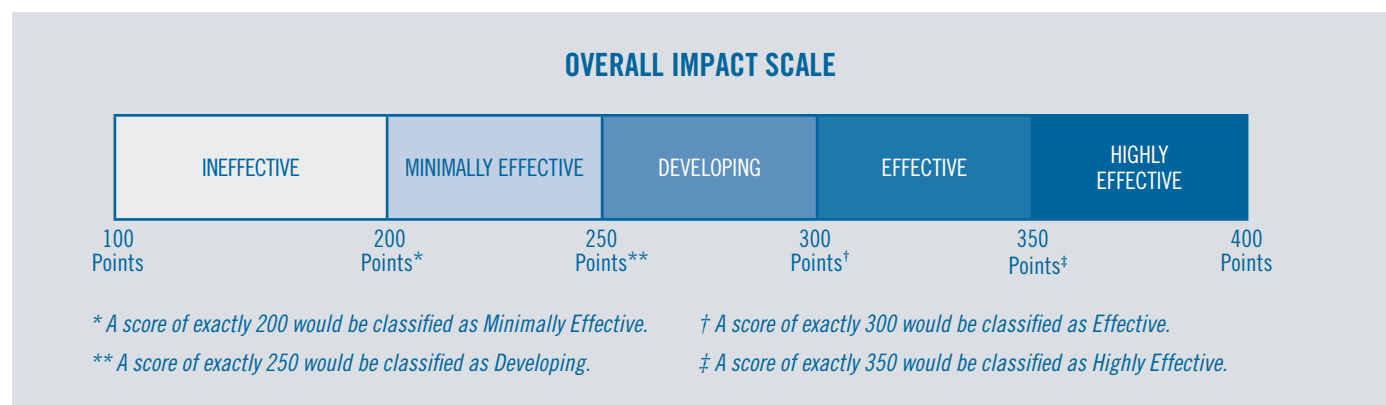 OVERALL IMPACT SCALE
INEFFECTIVE
MINIMALLY EFFECTIVE
DEVELOPING
EFFECTIVE
HIGHLY
EFFECTIVE
100
Points
200
Points*
250
Points**
300
Points†
350
Points‡
400
Points
* A score of exactly 200 would be classified as Minimally Effective.
** A score of exactly 250 would be classified as Developing.
† A score of exactly 300 would be classified as Effective.
‡ A score of exactly 350 would be classified as Highly Effective.